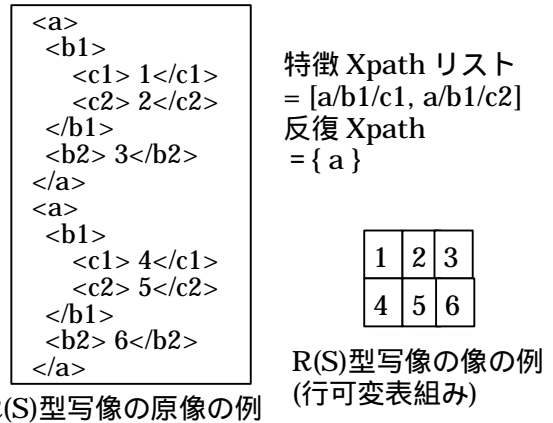 <a>
<b1>
<c1> 1</c1>
<c2> 2</c2>
</b1>
<b2> 3</b2>
</a>
<a>
<b1>
<c1> 4</c1>
<c2> 5</c2>
</b1>
<b2> 6</b2>
</a>
(S)型写像の原像の例
特徴 Xpath リスト
= [a/b1/c1, a/b1/c2]
反復 Xpath
= { a }
1 2 3
4 5 6
R(S)型写像の像の例
(行可変表組み)